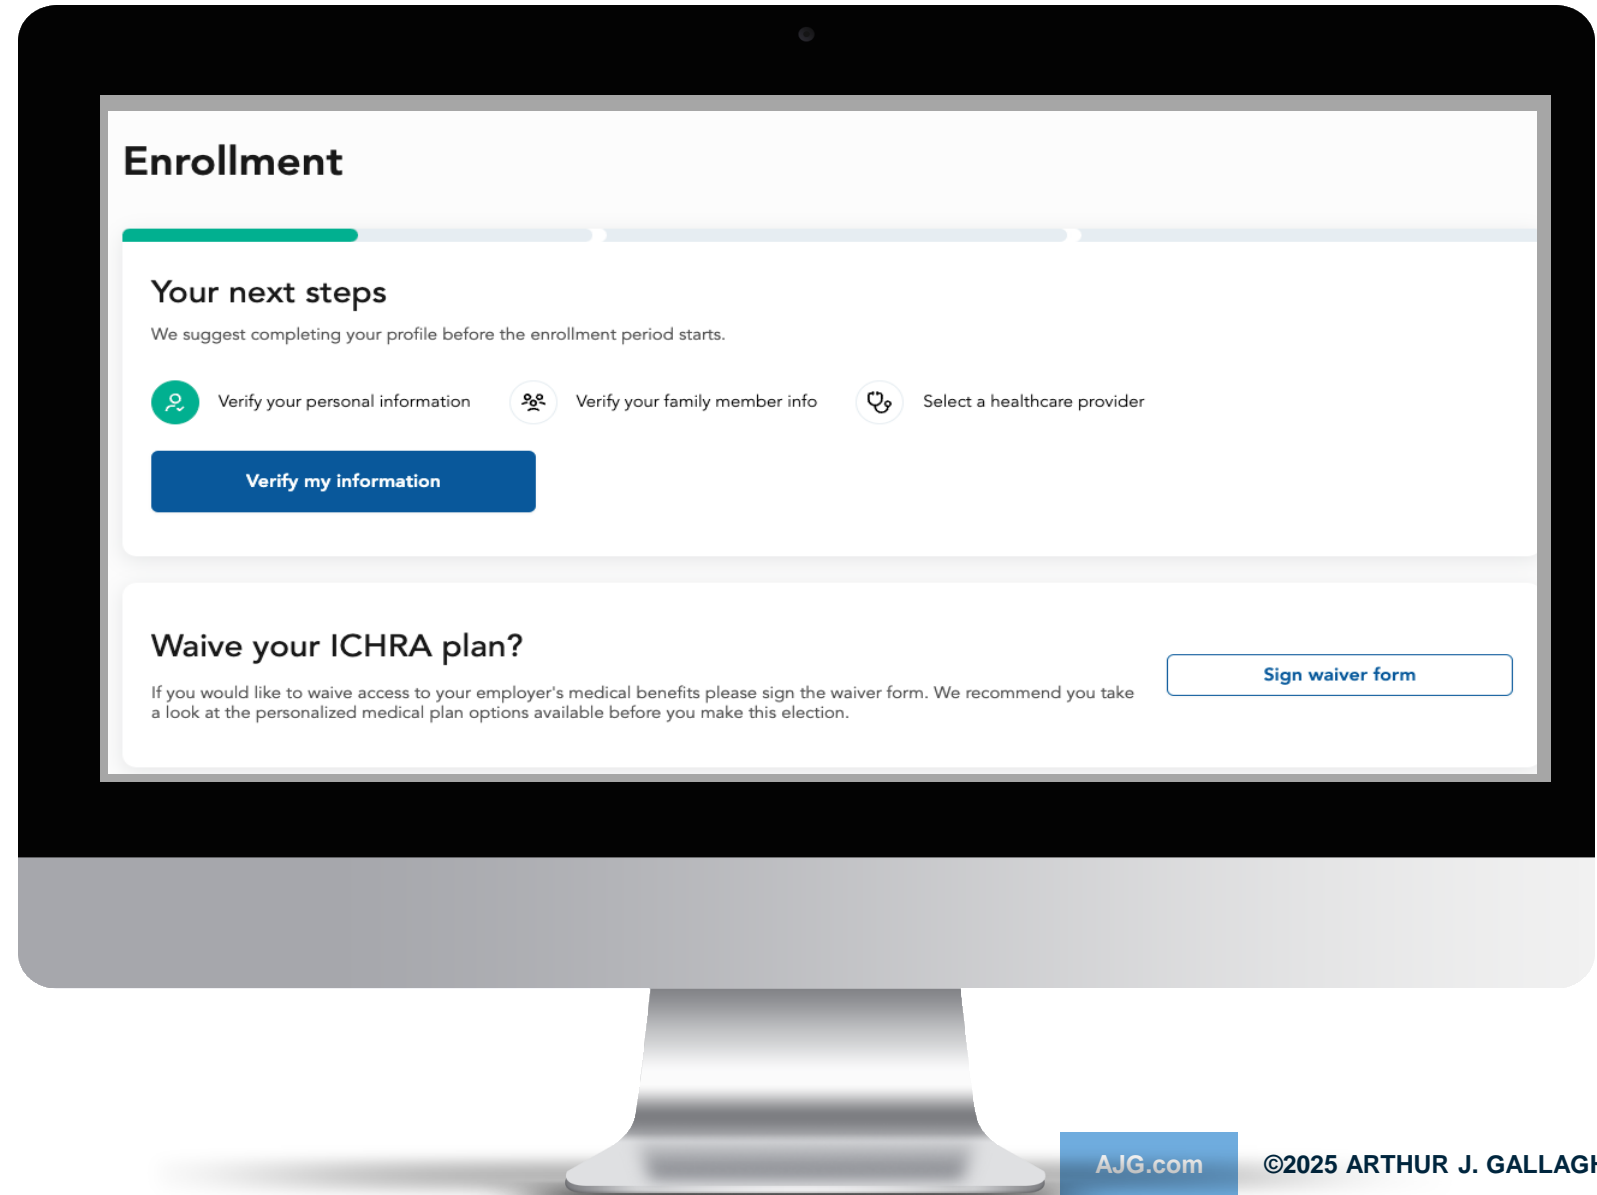 Enrollment
Your next steps
We suggest completing your profile before the enrollment period starts.
Verify your personal information
Verify your family member info
Select a healthcare provider
Verify my information
Waive your ICHRA plan?
If you would like to waive access to your employer's medical benefits please sign the waiver form. We recommend you take
a look at the personalized medical plan options available before you make this election.
Sign waiver form
AJG.com
©2025 ARTHUR J. GALLAGH